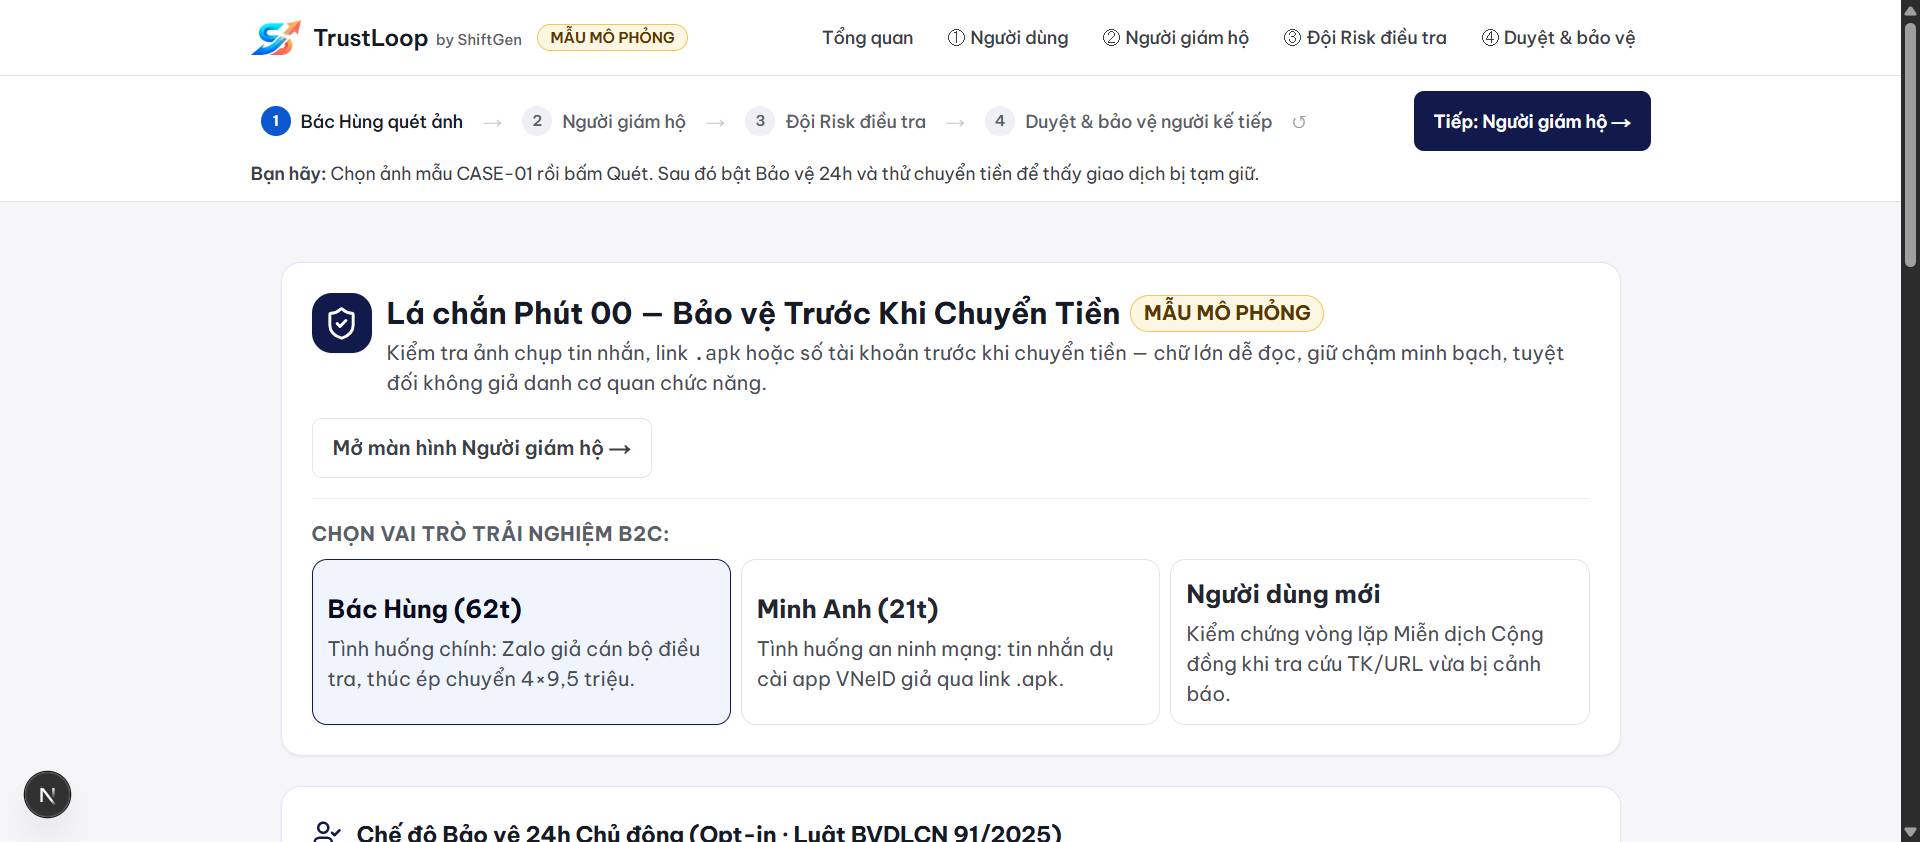 TrustLoop by ShiftGen MẪU MÔ PHỎNG
Tổng quan
① Người dùng
② Người giám hộ
③ Đội Risk điều tra
④ Duyệt & bảo vệ
1 Bác Hùng quét ảnh →
2 Người giám hộ →
3 Đội Risk điều tra →
4 Duyệt & bảo vệ người kế tiếp ↺
Tiếp: Người giám hộ →
Bạn hãy: Chọn ảnh mẫu CASE-01 rồi bấm Quét. Sau đó bật Bảo vệ 24h và thử chuyển tiền để thấy giao dịch bị tạm giữ.
Lá chắn Phút 00 — Bảo vệ Trước Khi Chuyển Tiền MẪU MÔ PHỎNG
Kiểm tra ảnh chụp tin nhắn, link .apk hoặc số tài khoản trước khi chuyển tiền — chữ lớn dễ đọc, giữ chậm minh bạch, tuyệt
đối không giả danh cơ quan chức năng.
Mở màn hình Người giám hộ →
CHỌN VAI TRÒ TRẢI NGHIỆM B2C:
Bác Hùng (62t)
Tình huống chính: Zalo giả cán bộ điều
tra, thúc ép chuyển 4×9,5 triệu.
Minh Anh (21t)
Tình huống an ninh mạng: tin nhắn dụ
cài app VNeID giả qua link .apk.
Người dùng mới
Kiểm chứng vòng lặp Miễn dịch Cộng
đồng khi tra cứu TK/URL vừa bị cảnh
báo.
Chế độ Bảo vệ 24h Chủ động (Opt-in · Luật BVDLCN 91/2025)